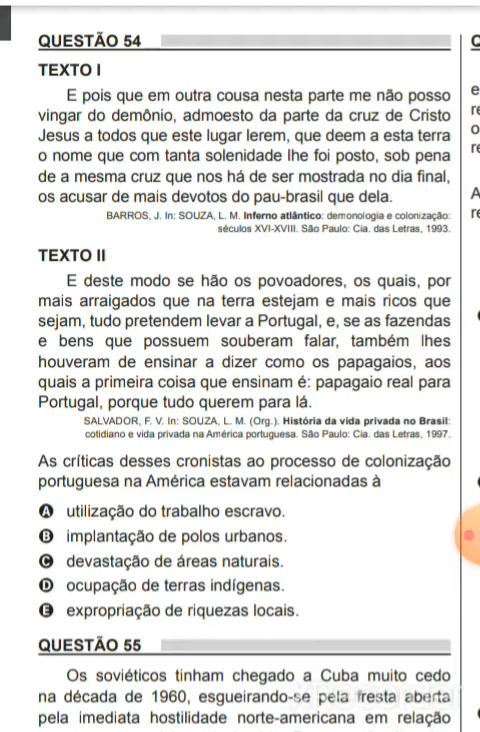 QUESTÃO 54
TEXTO I
E pois que em outra cousa nesta parte me não posso
vingar do demônio, admoesto da parte da cruz de Cristo
Jesus a todos que este lugar lerem, que deem a esta terra
o nome que com tanta solenidade lhe foi posto, sob pena
de a mesma cruz que nos há de ser mostrada no dia final,
os acusar de mais devotos do pau-brasil que dela.
BARROS, J. In: SOUZA, L. M. Inferno atlântico: demonologia e colonização:
séculos XVI-XVIII. São Paulo: Cia. das Letras, 1993.
TEXTO II
E deste modo se hão os povoadores, os quais, por
mais arraigados que na terra estejam e mais ricos que
sejam, tudo pretendem levar a Portugal, e, se as fazendas
e bens que possuem souberam falar, também lhes
houveram de ensinar a dizer como os papagaios, aos
quais a primeira coisa que ensinam é: papagaio real para
Portugal, porque tudo querem para lá.
SALVADOR, F. V. In: SOUZA, L. M. (Org.). História da vida privada no Brasil:
cotidiano e vida privada na América portuguesa. São Paulo: Cia. das Letras, 1997.
As críticas desses cronistas ao processo de colonização
portuguesa na América estavam relacionadas à
A utilização do trabalho escravo.
B implantação de polos urbanos.
C devastação de áreas naturais.
D ocupação de terras indígenas.
E expropriação de riquezas locais.
QUESTÃO 55
Os soviéticos tinham chegado a Cuba muito cedo
na década de 1960, esgueirando-se pela fresta aberta
pela imediata hostilidade norte-americana em relação